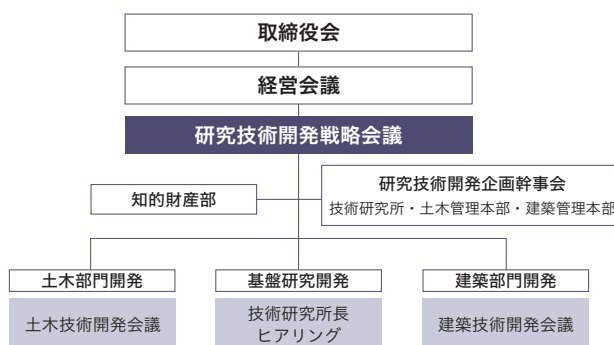 取締役会
経営会議
研究技術開発戦略会議
知的財産部
研究技術開発企画幹事会
技術研究所・土木管理本部・建築管理本部
土木部門開発
基盤研究開発
建築部門開発
土木技術開発会議
技術研究所長
ヒアリング
建築技術開発会議